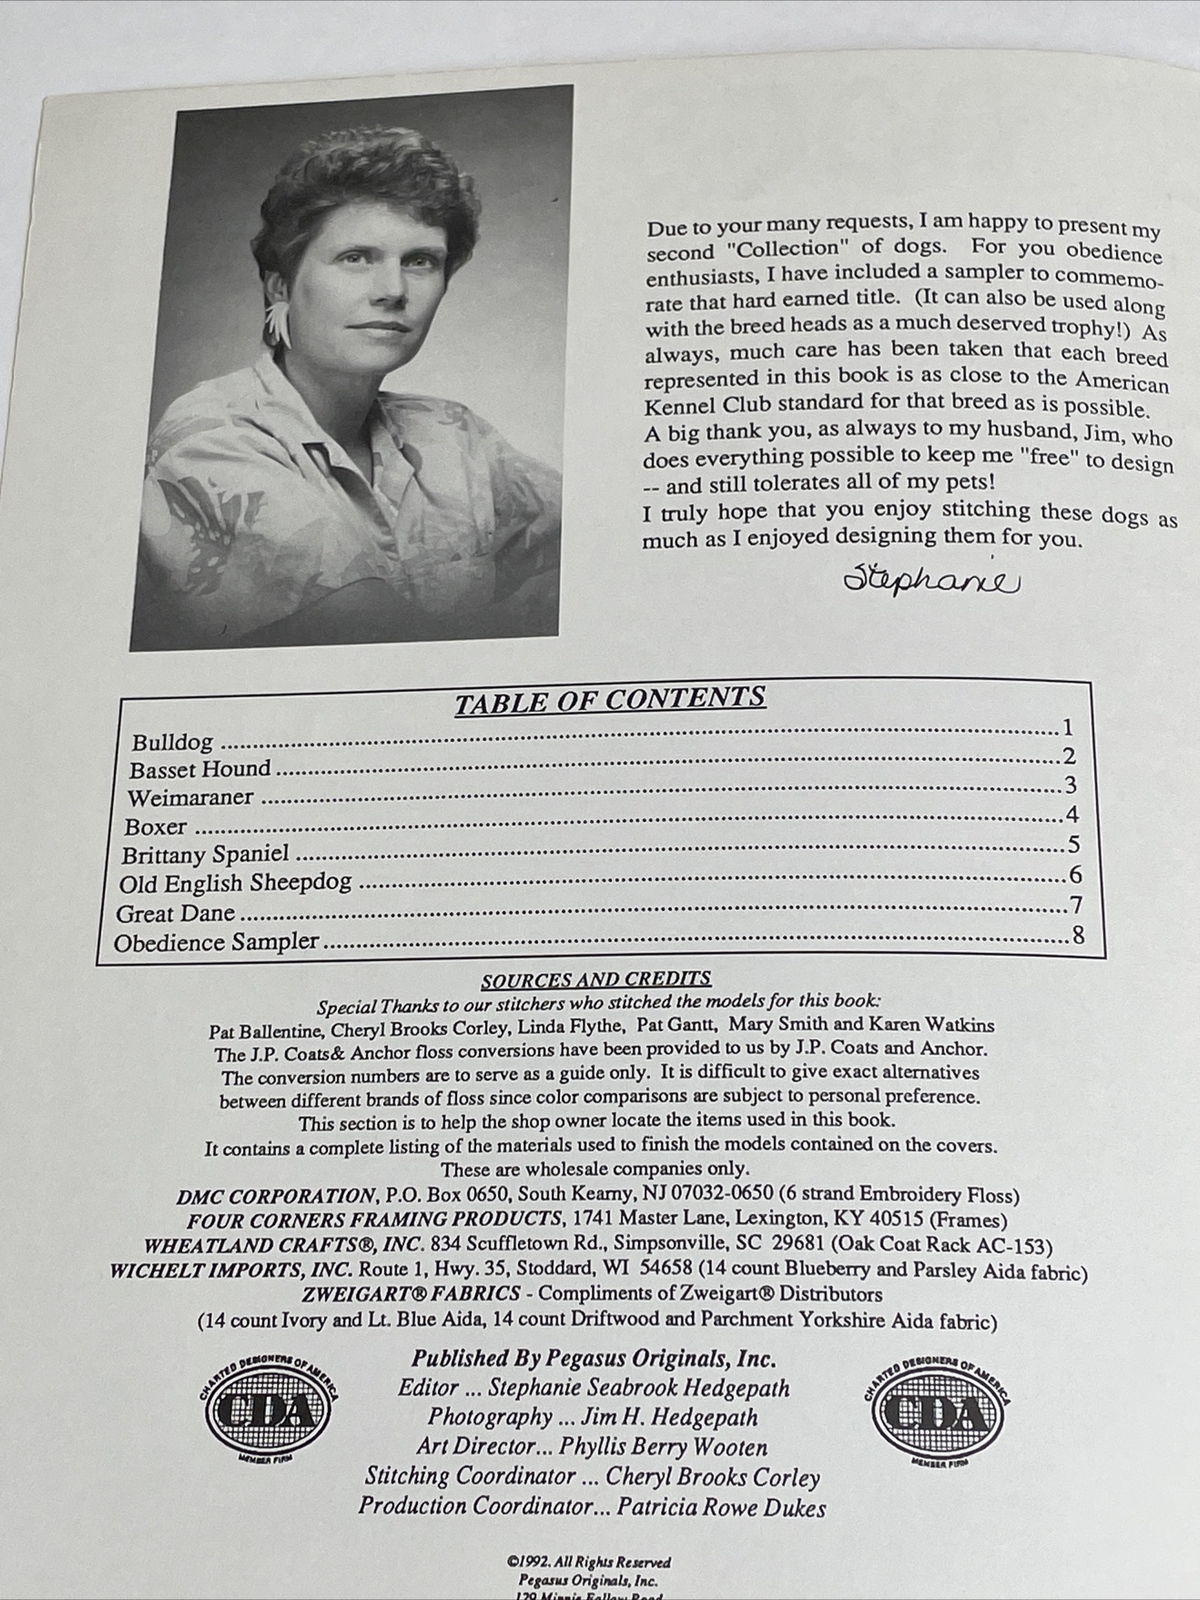 Due to your many requests, I am happy to present my
second "Collection" of dogs. For you obedience
enthusiasts, I have included a sampler to commemo-
rate that hard earned title. (It can also be used along
with the breed heads as a much deserved trophy!) As
always, much care has been taken that each breed
represented in this book is as close to the American
Kennel Club standard for that breed as is possible.
A big thank you, as always to my husband, Jim, who
does everything possible to keep me "free" to design
-- and still tolerates all of my pets!
I truly hope that you enjoy stitching these dogs as
much as I enjoyed designing them for you.
Stephanie
TABLE OF CONTENTS
Bulldog ........ 1
Basset Hound ........ 2
Weimaraner ........ 3
Boxer ........ 4
Brittany Spaniel ........ 5
Old English Sheepdog ........ 6
Great Dane ........ 7
Obedience Sampler ........ 8
SOURCES AND CREDITS
Special Thanks to our stitchers who stitched the models for this book:
Pat Ballentine, Cheryl Brooks Corley, Linda Flythe, Pat Gantt, Mary Smith and Karen Watkins
The J.P. Coats& Anchor floss conversions have been provided to us by J.P. Coats and Anchor.
The conversion numbers are to serve as a guide only. It is difficult to give exact alternatives
between different brands of floss since color comparisons are subject to personal preference.
This section is to help the shop owner locate the items used in this book.
It contains a complete listing of the materials used to finish the models contained on the covers.
These are wholesale companies only.
DMC CORPORATION, P.O. Box 0650, South Kearny, NJ 07032-0650 (6 strand Embroidery Floss)
FOUR CORNERS FRAMING PRODUCTS, 1741 Master Lane, Lexington, KY 40515 (Frames)
WHEATLAND CRAFTS®, INC. 834 Scuffletown Rd., Simpsonville, SC 29681 (Oak Coat Rack AC-153)
WICHELT IMPORTS, INC. Route 1, Hwy. 35, Stoddard, WI 54658 (14 count Blueberry and Parsley Aida fabric)
ZWEIGART® FABRICS - Compliments of Zweigart® Distributors
(14 count Ivory and Lt. Blue Aida, 14 count Driftwood and Parchment Yorkshire Aida fabric)
CHARTED DESIGNERS OF AMERICA
CDA
MEMBER FIRM
Published By Pegasus Originals, Inc.
Editor ... Stephanie Seabrook Hedgepath
Photography ... Jim H. Hedgepath
Art Director... Phyllis Berry Wooten
Stitching Coordinator ... Cheryl Brooks Corley
Production Coordinator... Patricia Rowe Dukes
CHARTED DESIGNERS OF AMERICA
CDA
MEMBER FIRM
©1992. All Rights Reserved
Pegasus Originals, Inc.
129 Minnie Fallow Road